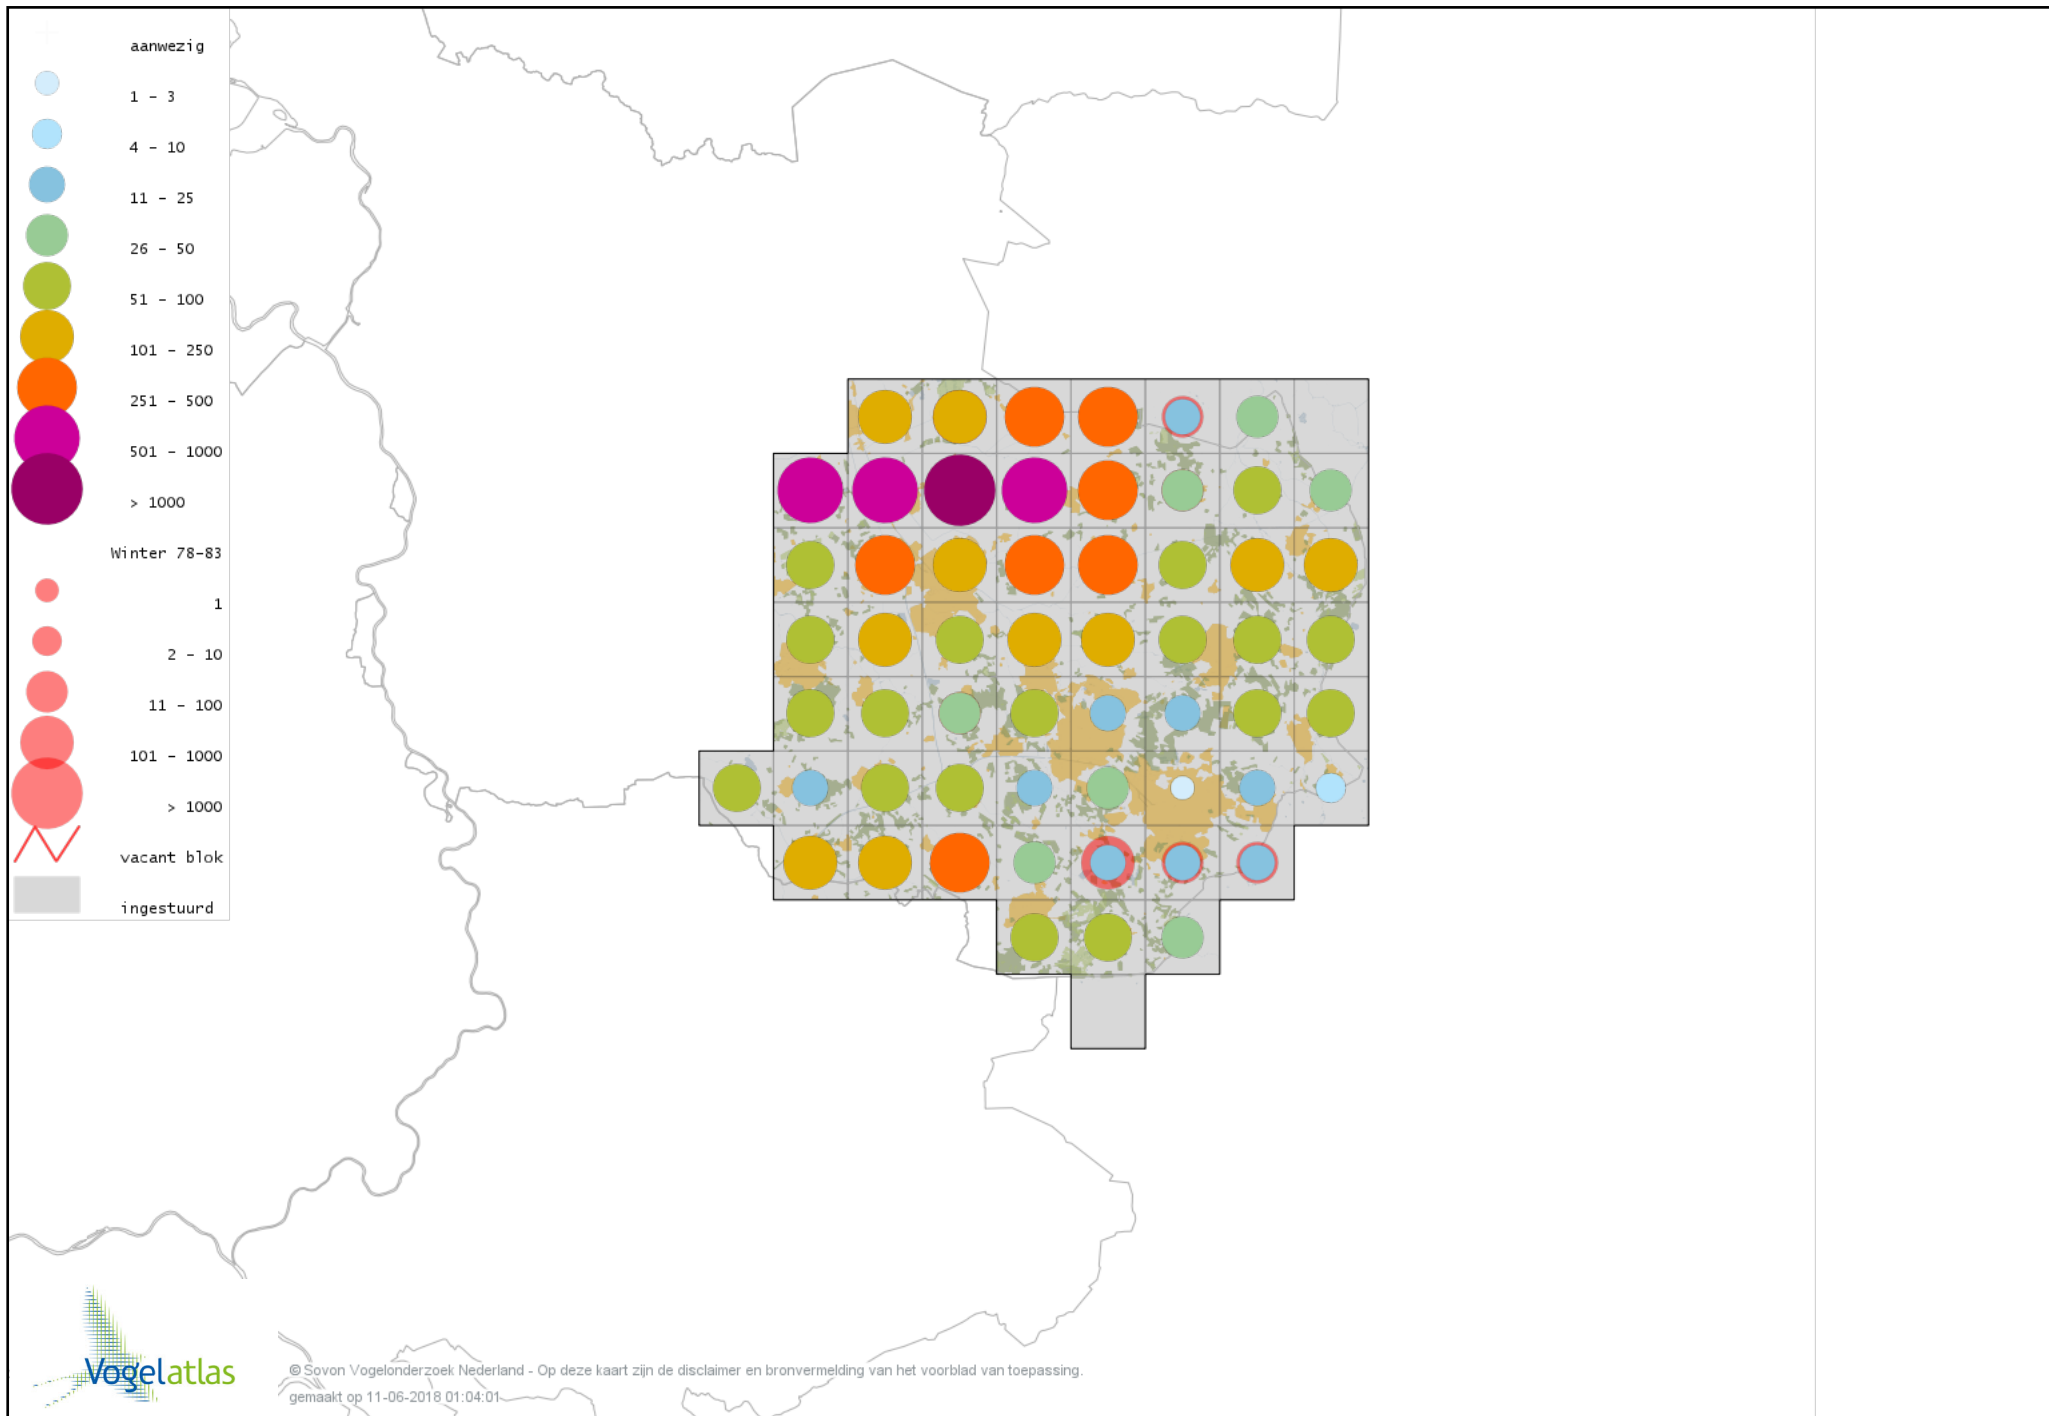 aanwezig
1 - 3
4 - 10
11 - 25
26 - 50
51 - 100
101 - 250
251 - 500
501 - 1000
> 1000
Winter 78-83
1
2 - 10
11 - 100
101 - 1000
> 1000
vacant blok
ingestuurd
Vogelatlas
© Sovon Vogelonderzoek Nederland - Op deze kaart zijn de disclaimer en bronvermelding van het voorblad van toepassing.
gemaakt op 11-06-2018 01:04:01